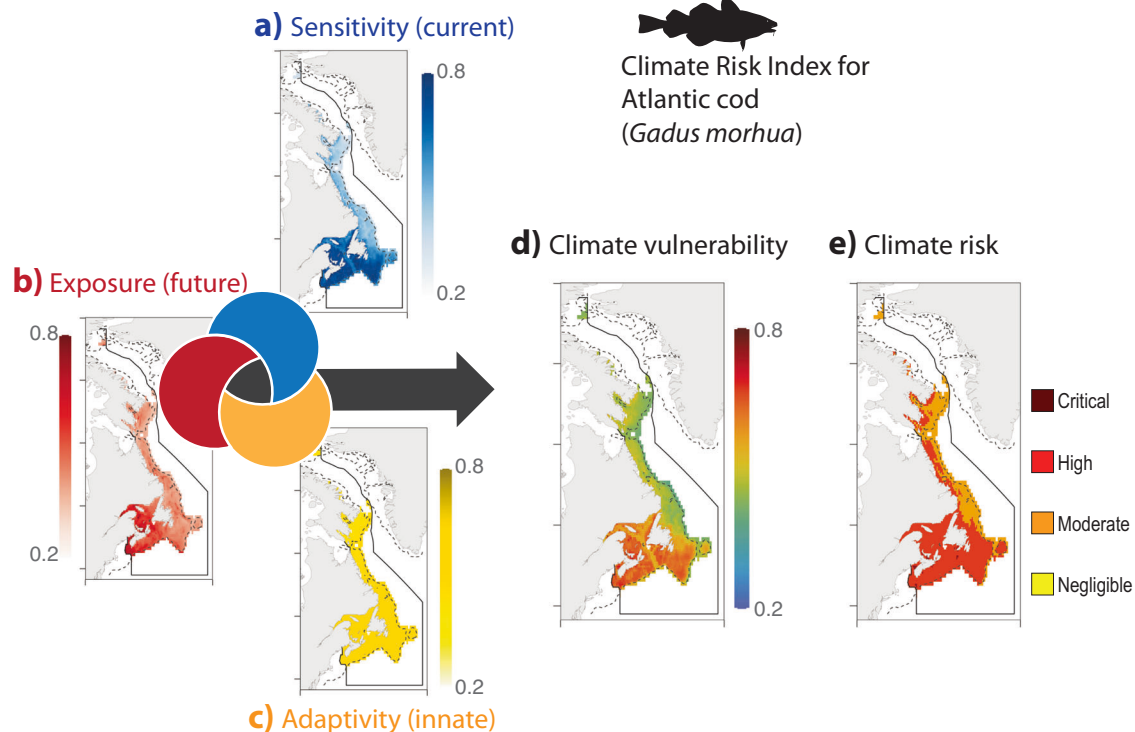 a) Sensitivity (current)
0.8
0.2
Climate Risk Index for
Atlantic cod
(Gadus morhua)
b) Exposure (future)
0.8
0.2
c) Adaptivity (innate)
0.8
0.2
d) Climate vulnerability
0.8
0.2
e) Climate risk
Critical
High
Moderate
Negligible